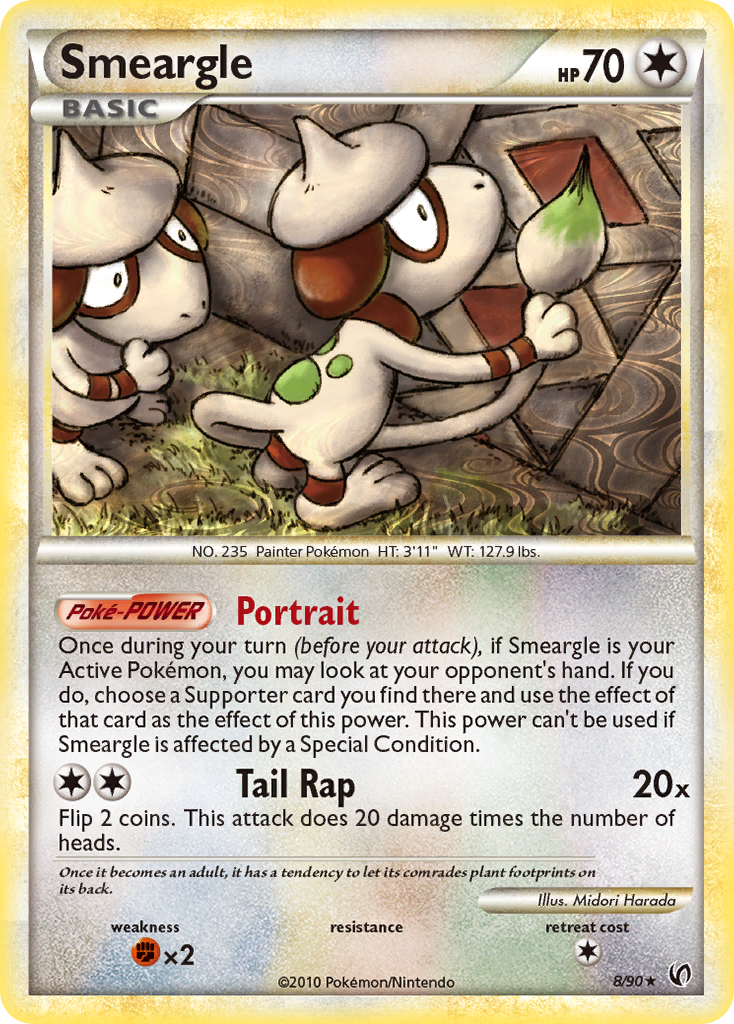 Smeargle
HP 70
BASIC
NO. 235 Painter Pokémon HT: 3'11" WT: 127.9 lbs.
Poké-POWER Portrait
Once during your turn (before your attack), if Smeargle is your
Active Pokémon, you may look at your opponent's hand. If you
do, choose a Supporter card you find there and use the effect of
that card as the effect of this power. This power can't be used if
Smeargle is affected by a Special Condition.
Tail Rap 20x
Flip 2 coins. This attack does 20 damage times the number of
heads.
Once it becomes an adult, it has a tendency to let its comrades plant footprints on
its back.
Illus. Midori Harada
weakness resistance retreat cost
×2
©2010 Pokémon/Nintendo 8/90★